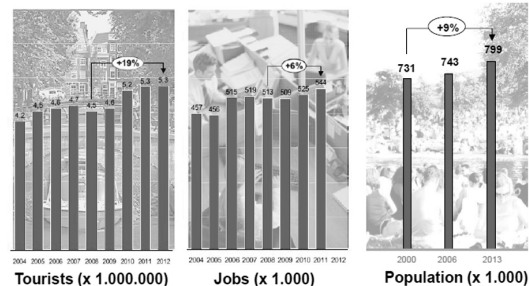 +19%
4,2 4,5 4,6 4,7 4,5 4,6 5,2 5,3 5,3
2004 2005 2006 2007 2008 2009 2010 2011 2012
Tourists (x 1.000.000)
+6%
457 456 515 519 513 509 525 544
2004 2005 2006 2007 2008 2009 2010 2011 2012
Jobs (x 1.000)
+9%
731 743 799
2000 2006 2013
Population (x 1.000)